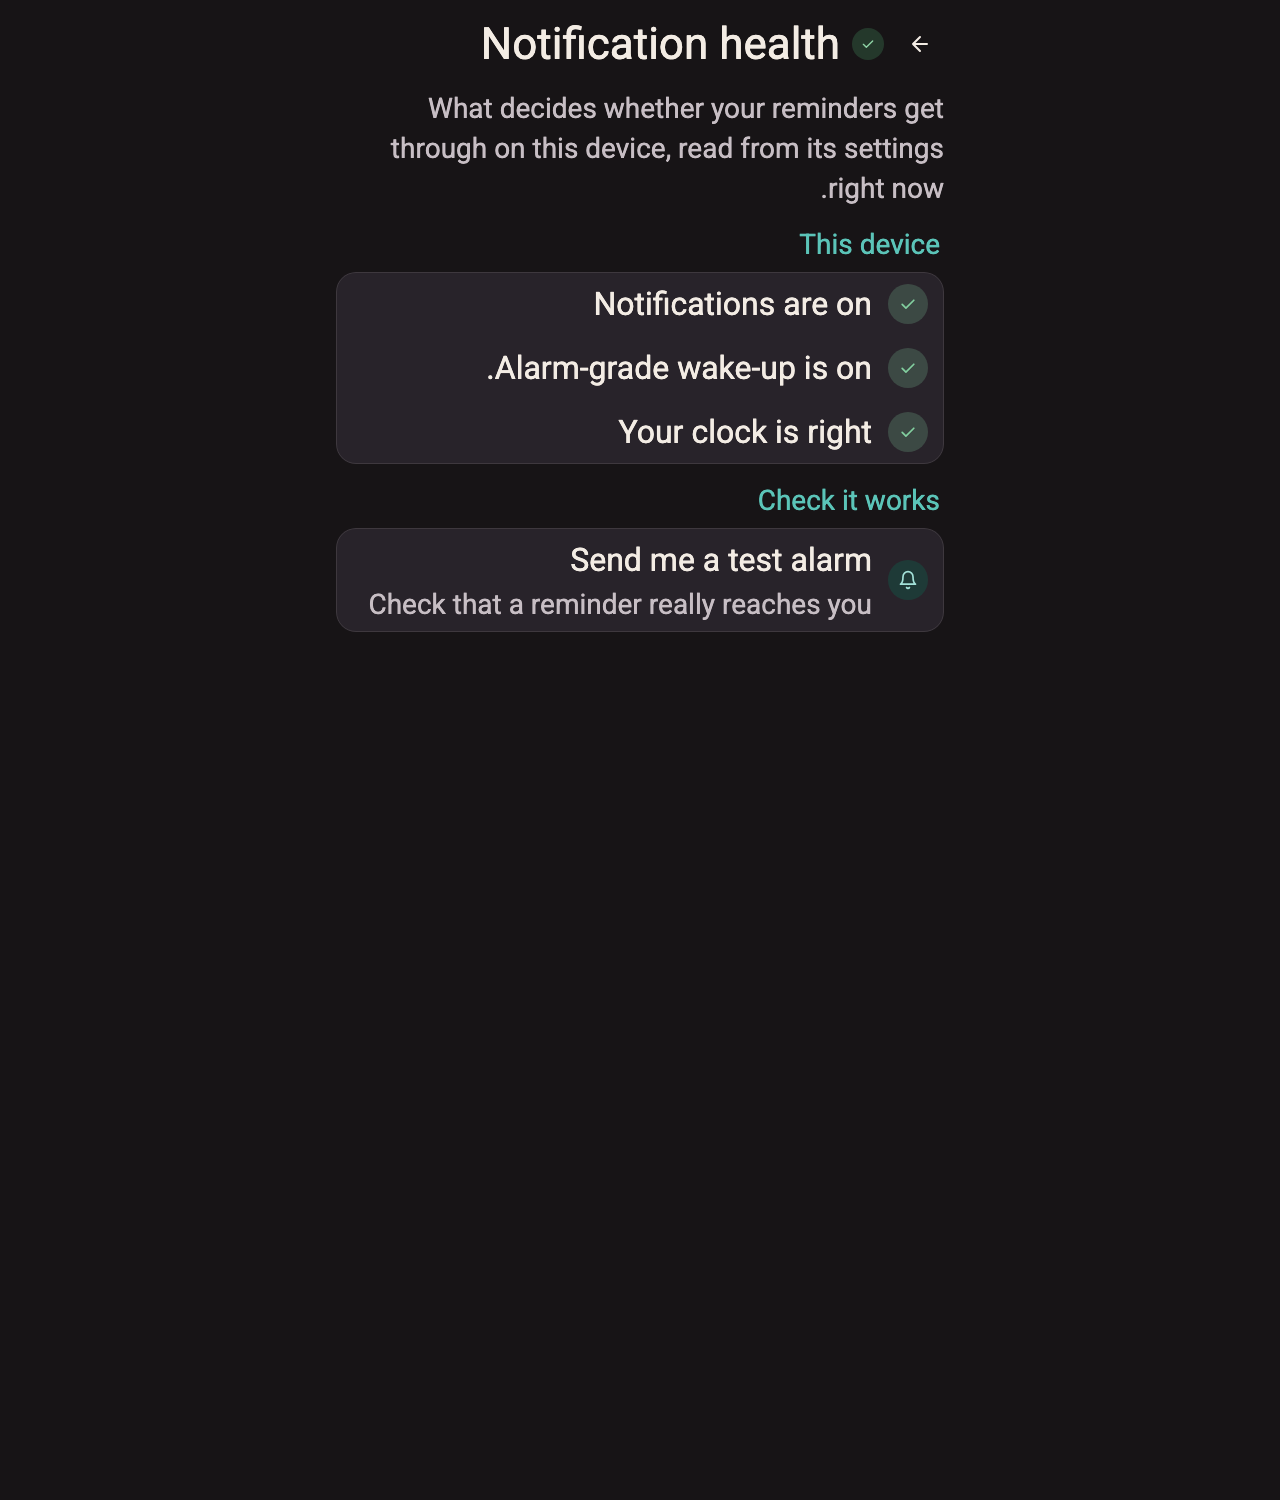 Notification health
What decides whether your reminders get
through on this device, read from its settings
.right now
This device
Notifications are on
.Alarm-grade wake-up is on
Your clock is right
Check it works
Send me a test alarm
Check that a reminder really reaches you